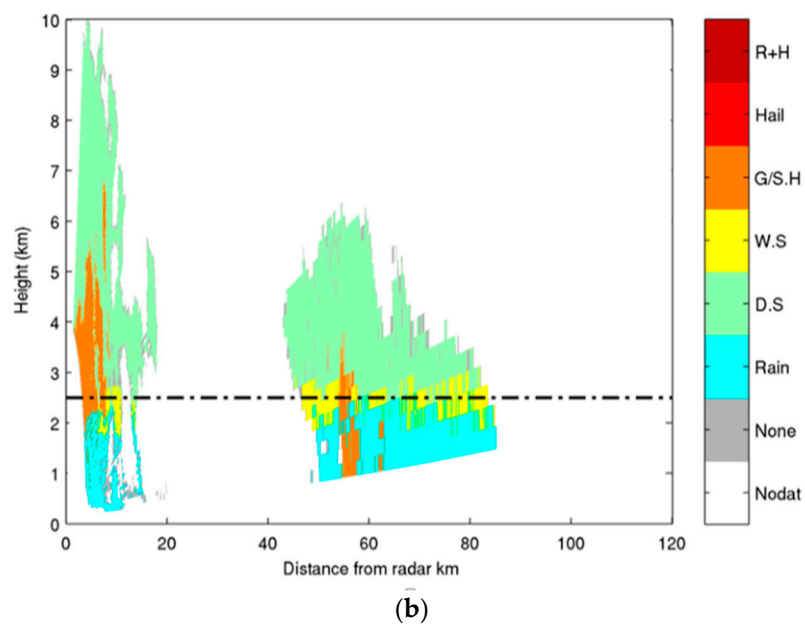 10
9
8
7
6
5
4
3
2
1
0
Height (km)
0 20 40 60 80 100 120
Distance from radar km
R+H
Hail
G/S.H
W.S
D.S
Rain
None
Nodat
(b)